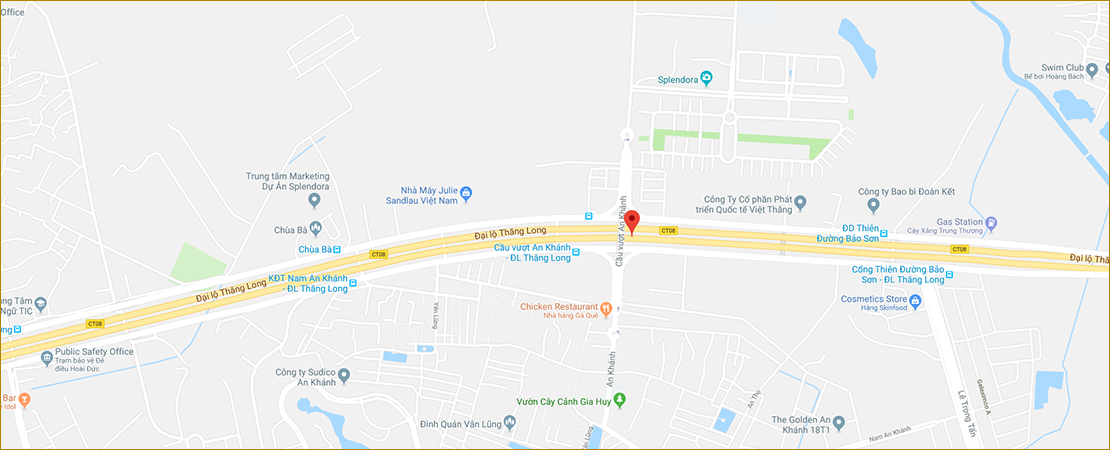 Office
Splendora
Swim Club
Bể bơi Hoàng Bách
Trung tâm Marketing
Dự Án Splendora
Nhà Máy Julie
Sandlau Việt Nam
Công Ty Cổ phần Phát
triển Quốc tế Việt Thắng
Công ty Bao bì Đoàn Kết
Gas Station
Cây Xăng Trung Thượng
Chùa Bà
Chùa Bà
CT08
Đại lộ Thăng Long
Cầu vượt An Khánh
- ĐL Thăng Long
Cầu vượt An Khánh
CT08
ĐD Thiên
Đường Bảo Sơn
CT08
Đại lộ Thăng
KĐT Nam An Khánh
- ĐL Thăng Long
Đại lộ Thăng Long
Cổng Thiên Đường Bảo
Sơn - ĐL Thăng Long
ng Tâm
Ngữ TIC
ơng
CT08
Yên Lũng
Chicken Restaurant
Nhà hàng Gà Quê
Cosmetics Store
Hãng Skinfood
Public Safety Office
Trạm bảo vệ Đê
điều Hoài Đức
Công ty Sudico
An Khánh
An Khánh
Bar
Idol
Vườn Cây Cảnh Gia Huy
An Thọ
Lê Trọng Tấn
Geleximco A
Đình Quán Vân Lũng
Vân Lũng
The Golden An
Khánh 18T1
Nam An Khánh